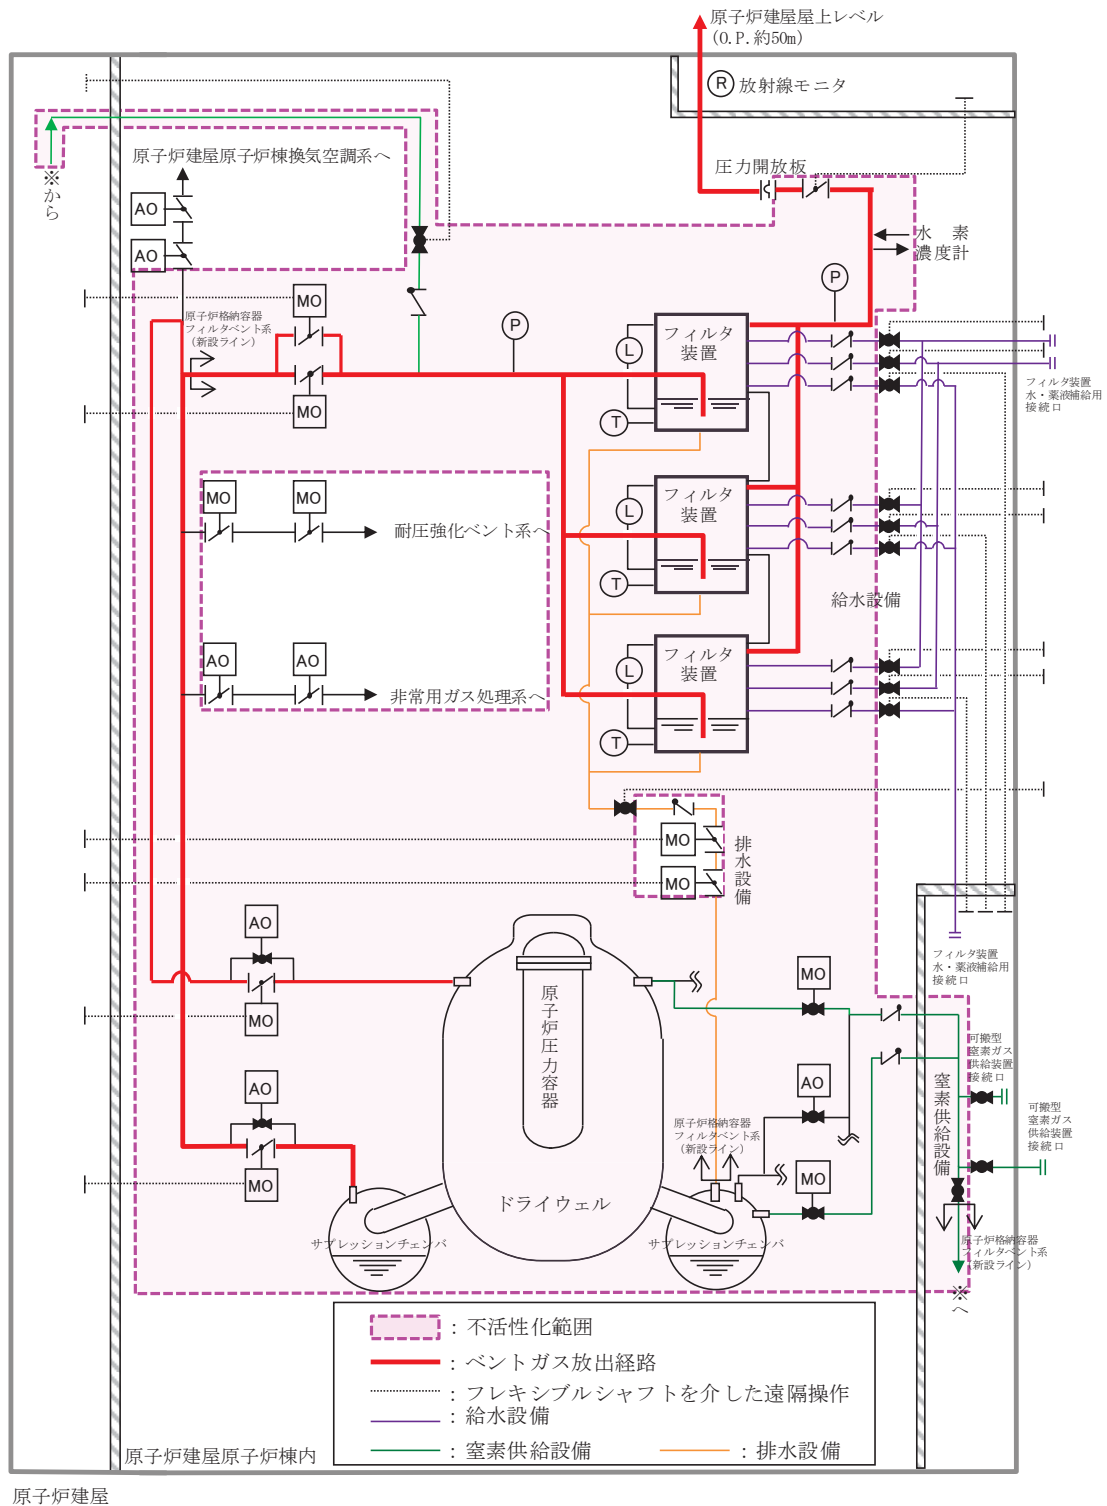 原子炉建屋屋上レベル
(O.P.約50m)
R
放射線モニタ
圧力開放板
※から
原子炉建屋原子炉棟換気空調系へ
AO
AO
水素
濃度計
MO
原子炉格納容器
フィルタベント系
(新設ライン)
P
P
MO
フィルタ
装置
L
T
フィルタ装置
水・薬液補給用
接続口
MO
MO
耐圧強化ベント系へ
フィルタ
装置
L
T
給水設備
AO
AO
非常用ガス処理系へ
フィルタ
装置
L
T
MO
MO
排水設備
AO
MO
原子炉圧力容器
MO
フィルタ装置
水・薬液補給用
接続口
可搬型
窒素ガス
供給装置
接続口
AO
窒素供給設備
可搬型
窒素ガス
供給装置
接続口
AO
MO
原子炉格納容器
フィルタベント系
(新設ライン)
MO
ドライウェル
サプレッションチェンバ
サプレッションチェンバ
原子炉格納容器
フィルタベント系
(新設ライン)
※へ
:不活性化範囲
:ベントガス放出経路
:フレキシブルシャフトを介した遠隔操作
:給水設備
:窒素供給設備
:排水設備
原子炉建屋原子炉棟内
原子炉建屋